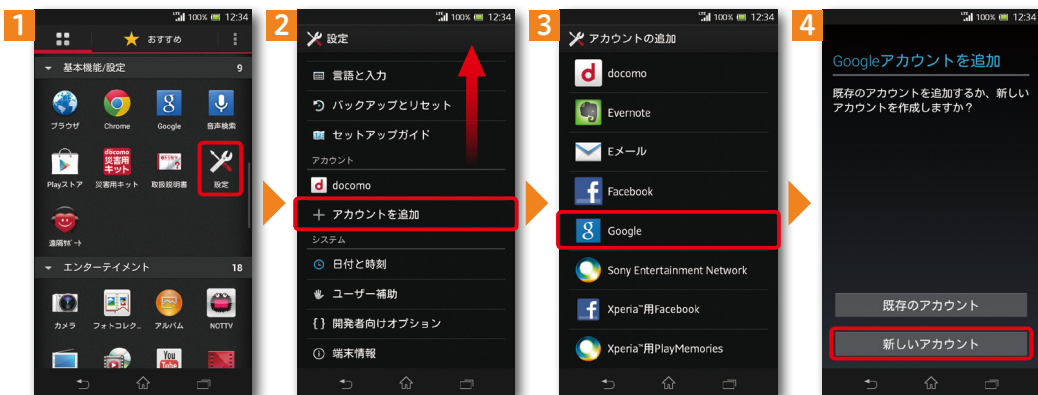 1
LTE 100% 12:34
おすすめ
基本機能/設定 9
ブラウザ Chrome Google 音声検索
docomo
災害用
キット
Playストア 災害用キット 取扱説明書 設定
遠隔ｻﾎﾟｰﾄ
エンターテイメント 18
カメラ フォトコレク… アルバム NOTTV
You
Tube
2
LTE 100% 12:34
設定
言語と入力
バックアップとリセット
セットアップガイド
アカウント
docomo
+ アカウントを追加
システム
日付と時刻
ユーザー補助
{} 開発者向けオプション
端末情報
3
LTE 100% 12:34
アカウントの追加
docomo
Evernote
Eメール
Facebook
Google
Sony Entertainment Network
Xperia™用Facebook
Xperia™用PlayMemories
4
LTE 100% 12:34
Googleアカウントを追加
既存のアカウントを追加するか、新しい
アカウントを作成しますか？
既存のアカウント
新しいアカウント